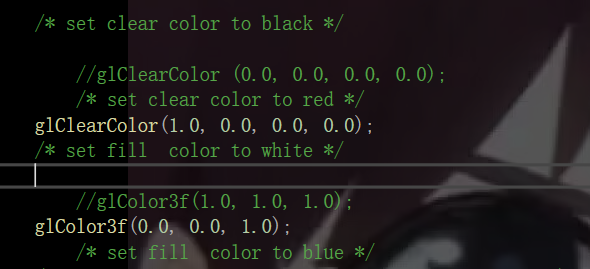 /* set clear color to black */
//glClearColor (0.0, 0.0, 0.0, 0.0);
/* set clear color to red */
glClearColor(1.0, 0.0, 0.0, 0.0);
/* set fill  color to white */
//glColor3f(1.0, 1.0, 1.0);
glColor3f(0.0, 0.0, 1.0);
/* set fill  color to blue */